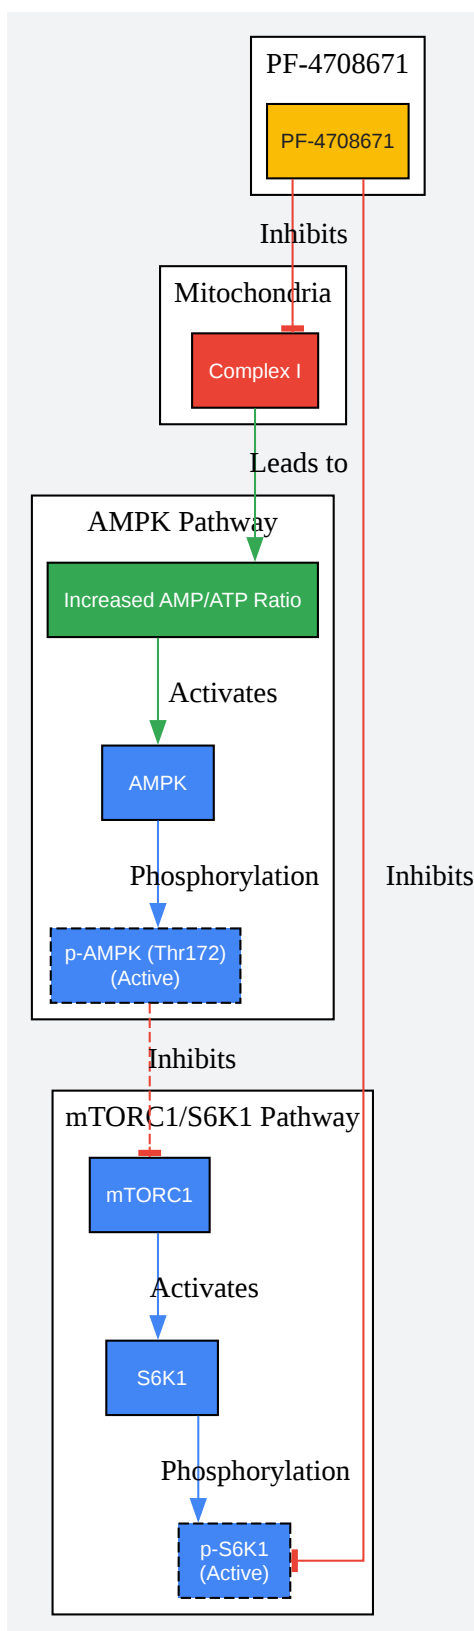 PF-4708671
PF-4708671
Inhibits
Mitochondria
Complex I
Leads to
AMPK Pathway
Increased AMP/ATP Ratio
Activates
AMPK
Phosphorylation
Inhibits
p-AMPK (Thr172)
(Active)
Inhibits
mTORC1/S6K1 Pathway
mTORC1
Activates
S6K1
Phosphorylation
p-S6K1
(Active)